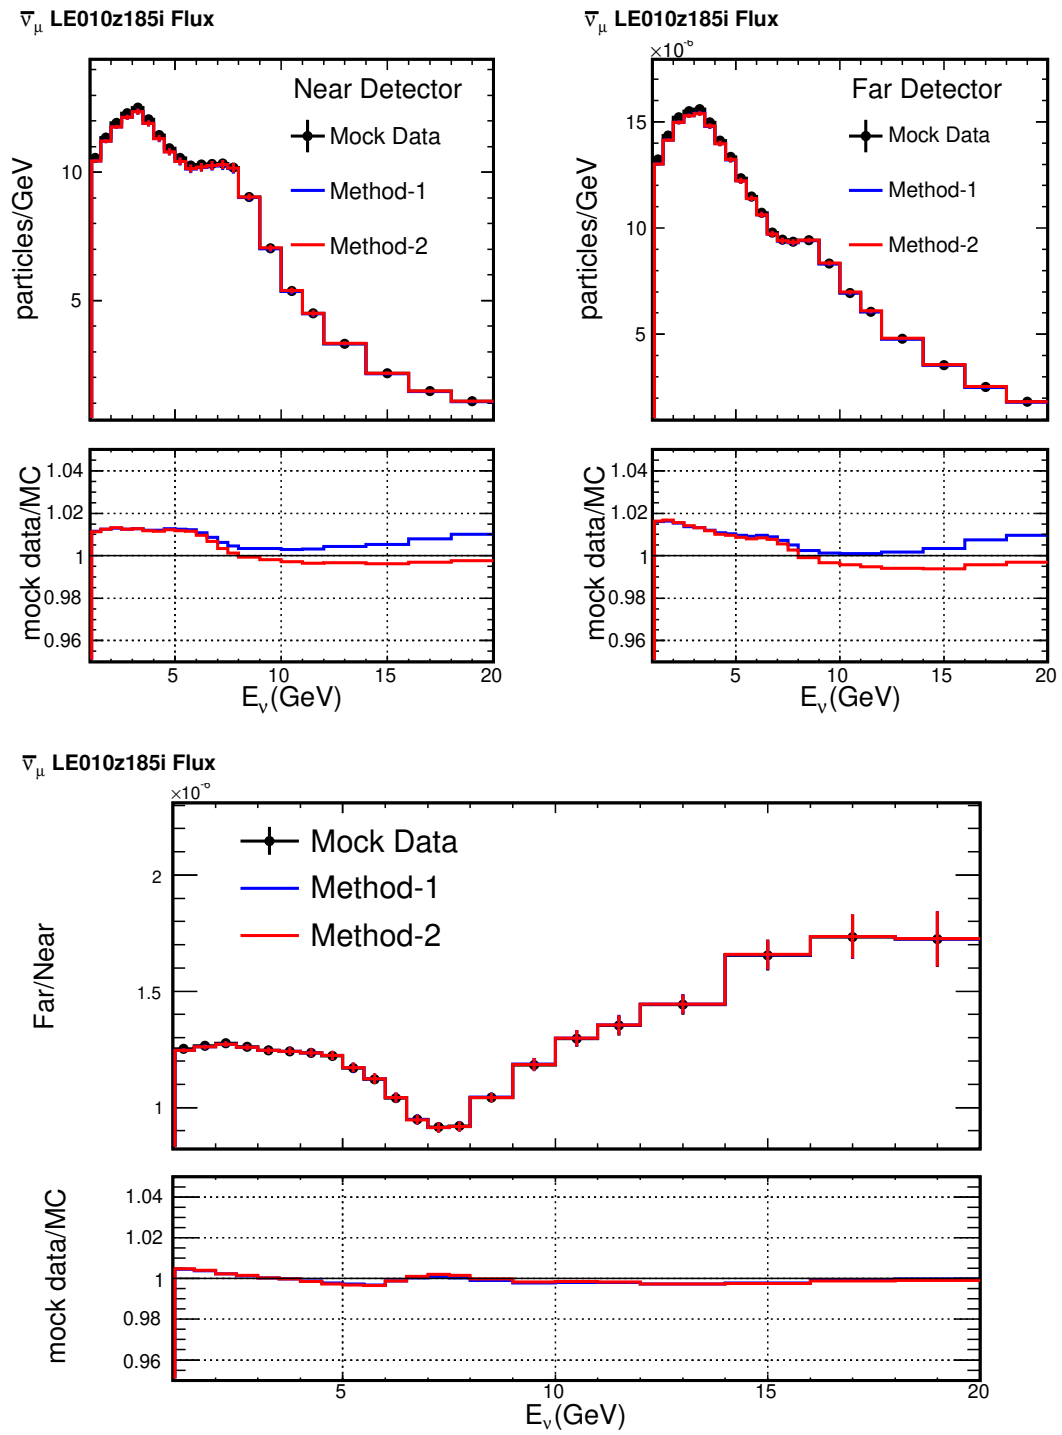 ν̅μ LE010z185i Flux
particles/GeV
10
5
Near Detector
Mock Data
Method-1
Method-2
mock data/MC
1.04
1.02
1
0.98
0.96
5
10
15
20
Eν(GeV)
ν̅μ LE010z185i Flux
×10⁻⁶
particles/GeV
15
10
5
Far Detector
Mock Data
Method-1
Method-2
mock data/MC
1.04
1.02
1
0.98
0.96
5
10
15
20
Eν(GeV)
ν̅μ LE010z185i Flux
×10⁻⁶
Far/Near
2
1.5
1
Mock Data
Method-1
Method-2
mock data/MC
1.04
1.02
1
0.98
0.96
5
10
15
20
Eν(GeV)